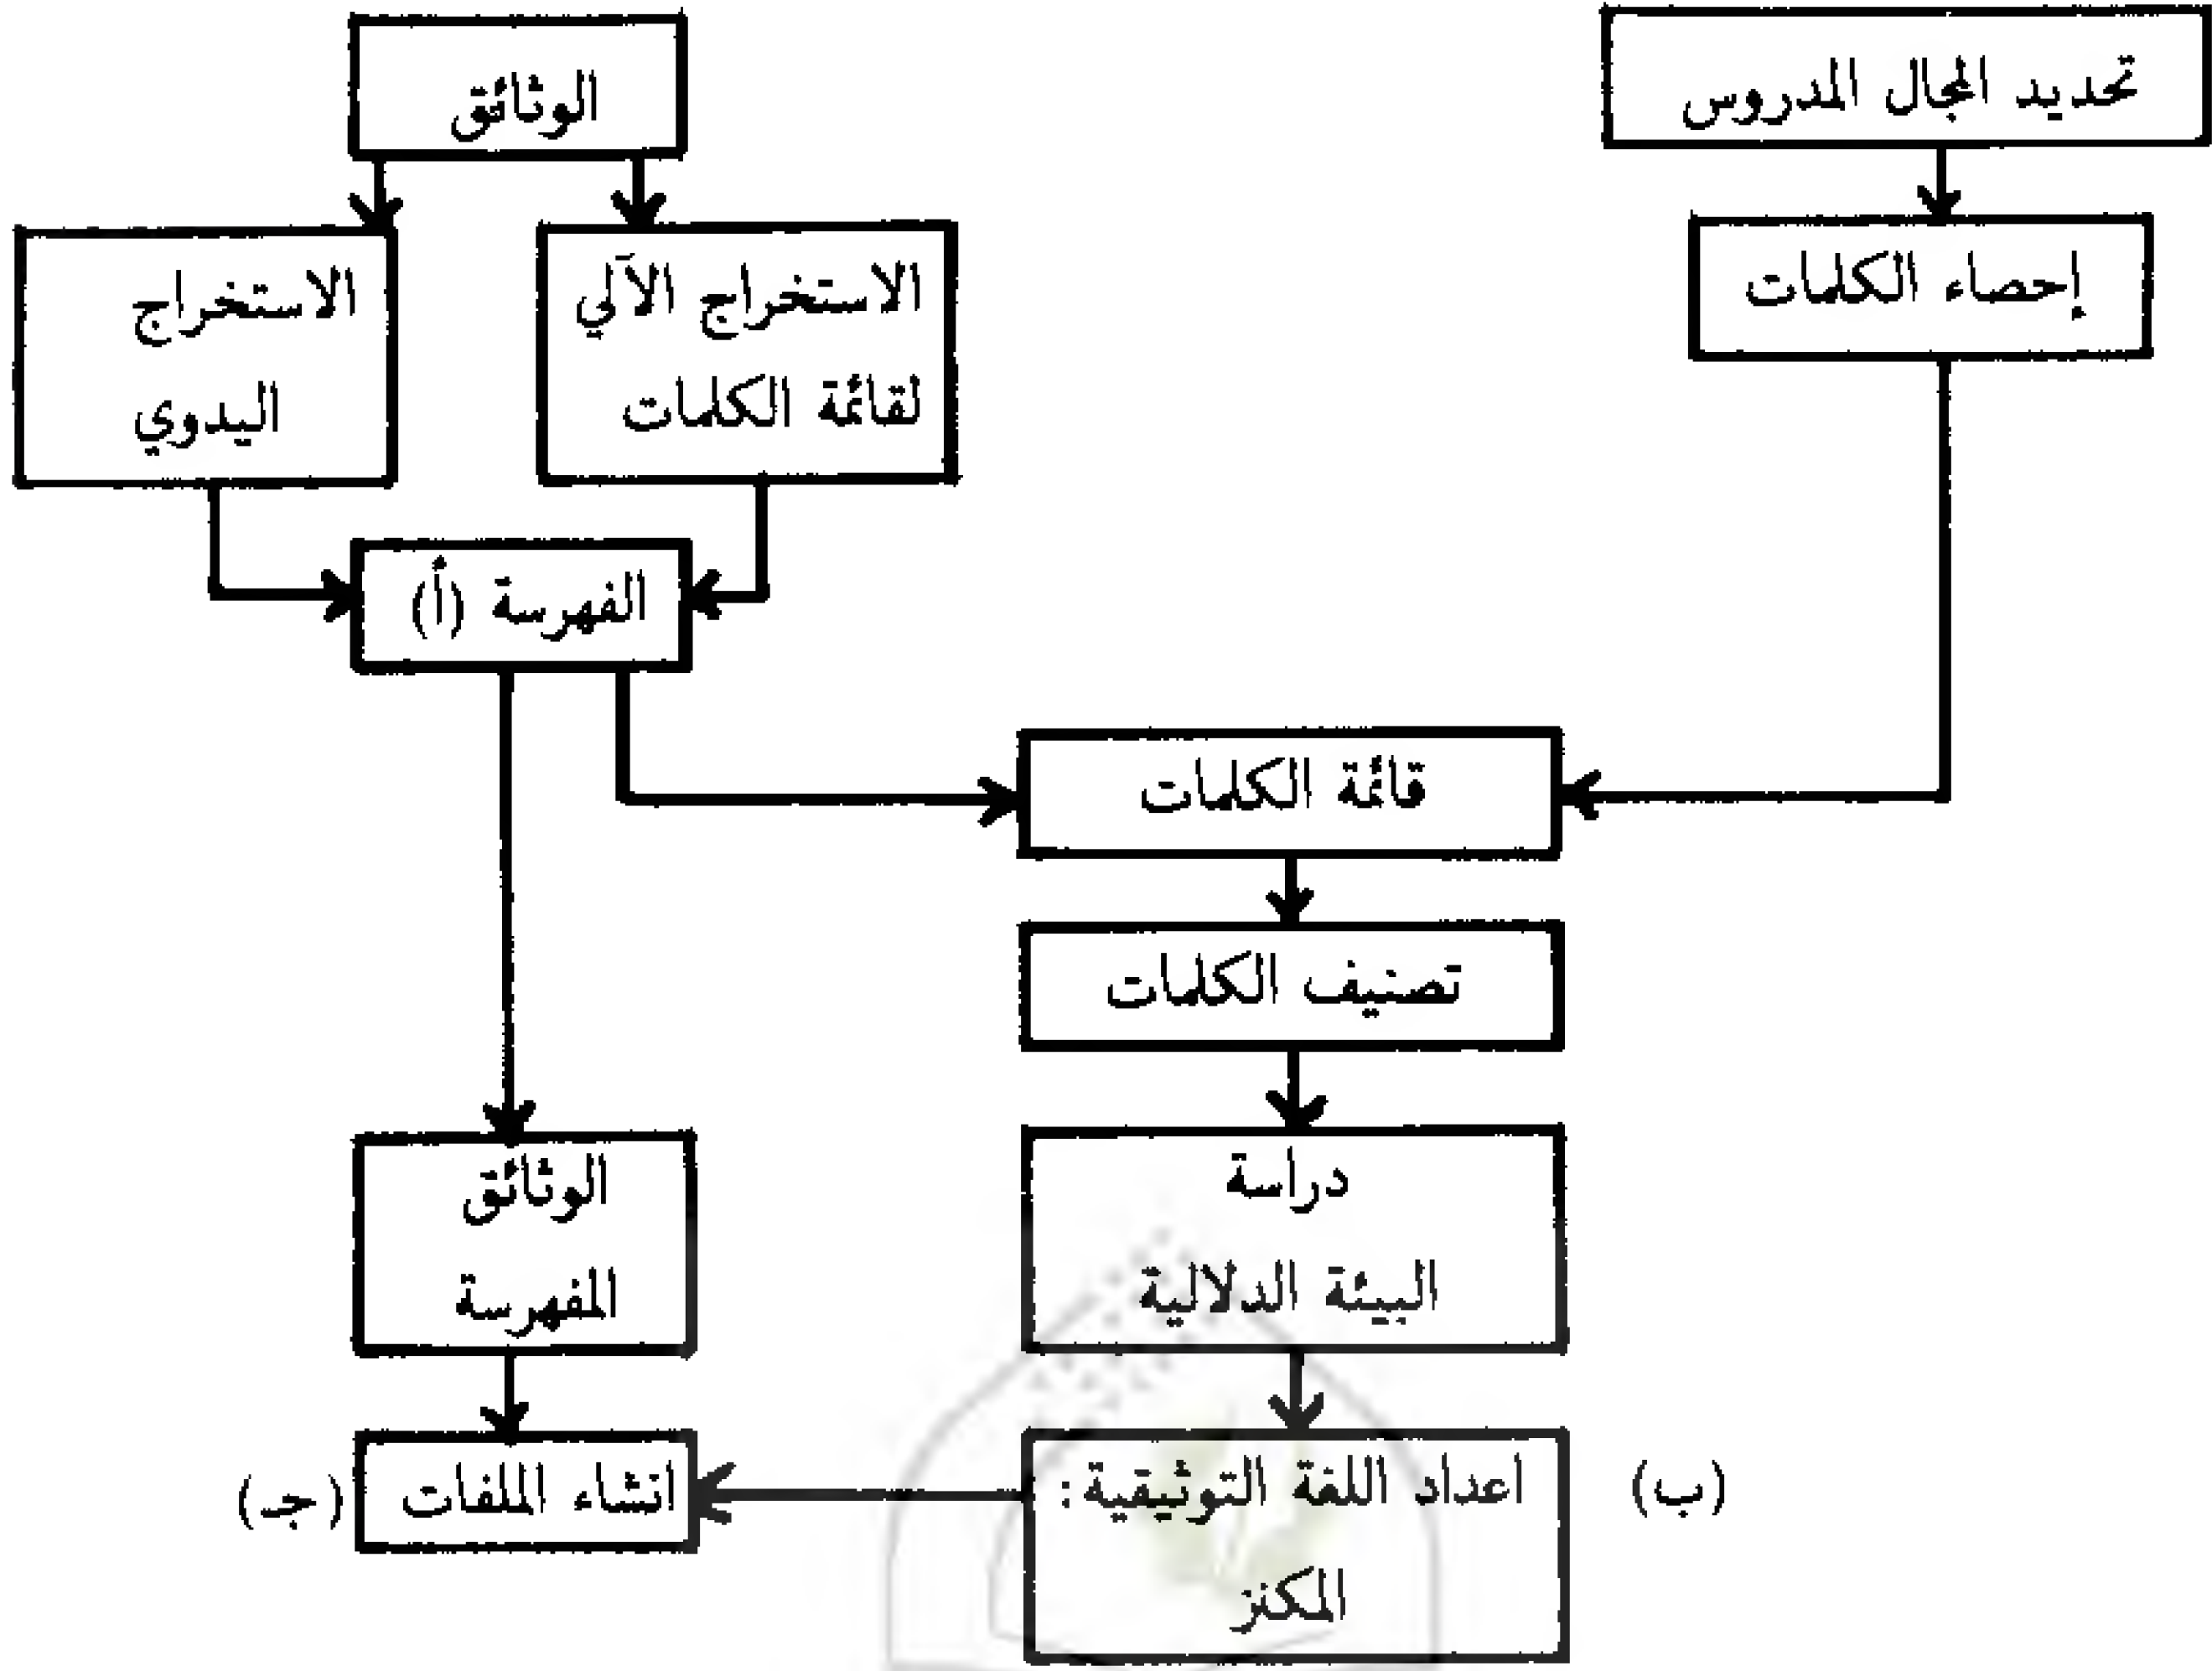 تحديد المجال المدروس
الوثائق
إحصاء الكلمات
الاستخراج الآلي
لقائمة الكلمات
الاستخراج
اليدوي
الفهرسة (أ)
قائمة الكلمات
تصنيف الكلمات
دراسة
البيئة الدلالية
الوثائق
المفهرسة
(ب)
اعداد اللغة التوثيقية:
المكنز
انشاء الملفات
(جـ)